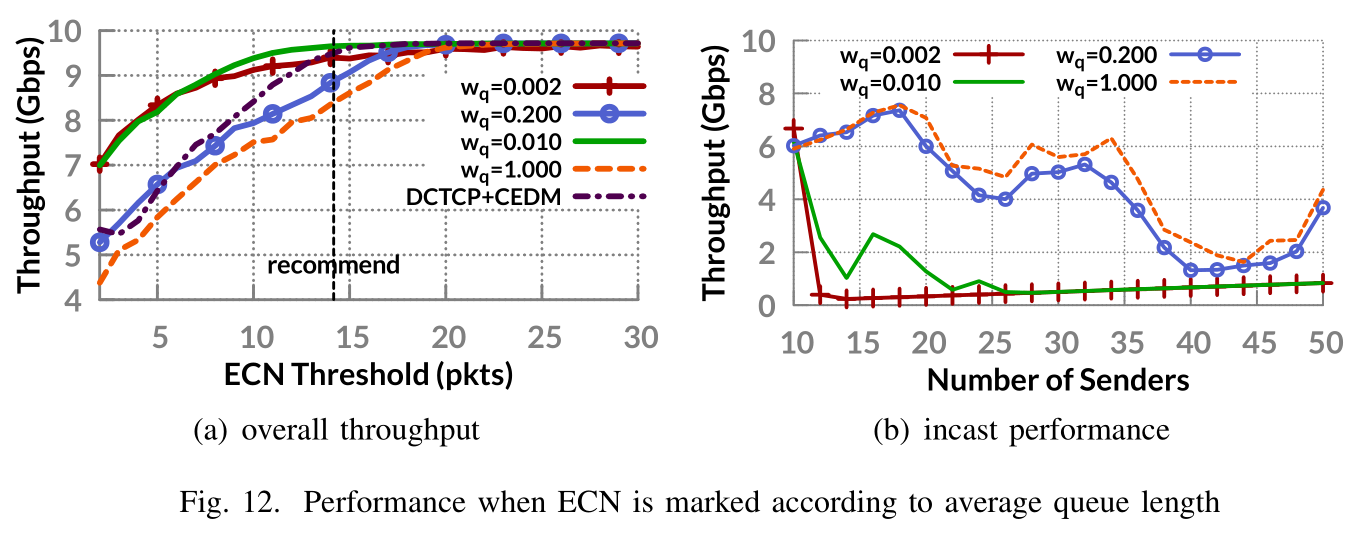 Throughput (Gbps)
10
9
8
7
6
5
4
w_q=0.002
w_q=0.200
w_q=0.010
w_q=1.000
DCTCP+CEDM
recommend
5 10 15 20 25 30
ECN Threshold (pkts)
(a) overall throughput
Throughput (Gbps)
10
8
6
4
2
0
w_q=0.002 w_q=0.200
w_q=0.010 w_q=1.000
10 15 20 25 30 35 40 45 50
Number of Senders
(b) incast performance
Fig. 12. Performance when ECN is marked according to average queue length